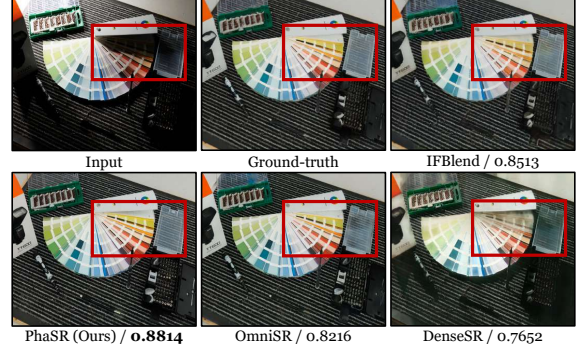 Input
Ground-truth
IFBlend / 0.8513
PhaSR (Ours) / 0.8814
OmniSR / 0.8216
DenseSR / 0.7652